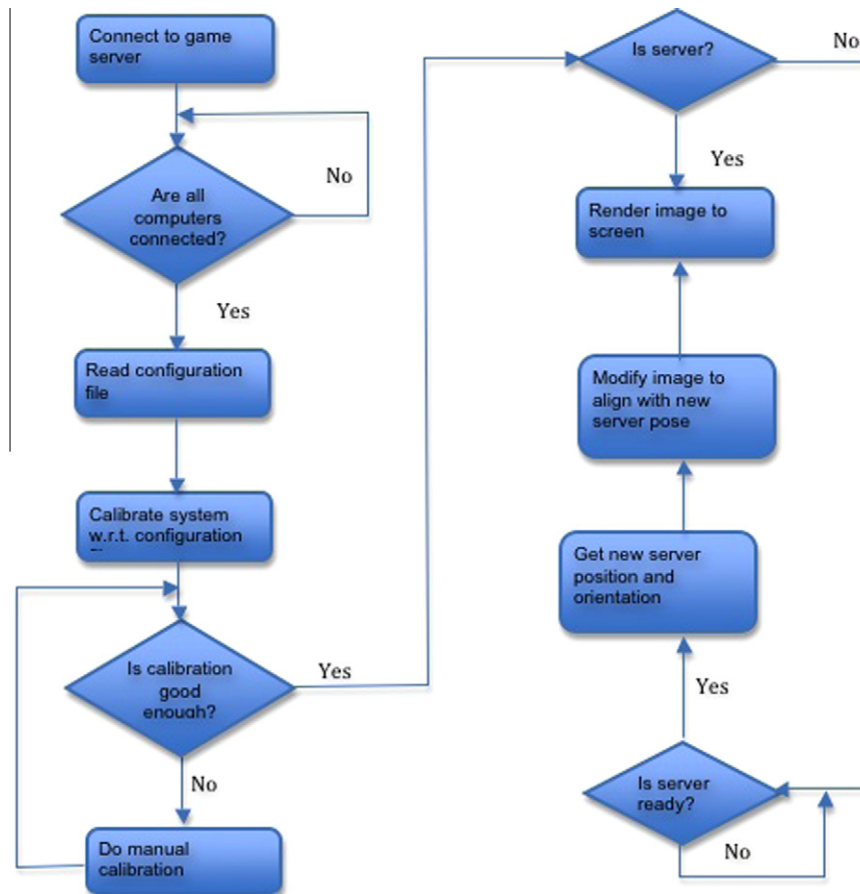 Connect to game
server
No
Are all
computers
connected?
Yes
Read configuration
file
Calibrate system
w.r.t. configuration
Is calibration
good
enough?
Yes
No
Do manual
calibration
Is server?
No
Yes
Render image to
screen
Modify image to
align with new
server pose
Get new server
position and
orientation
Yes
Is server
ready?
No